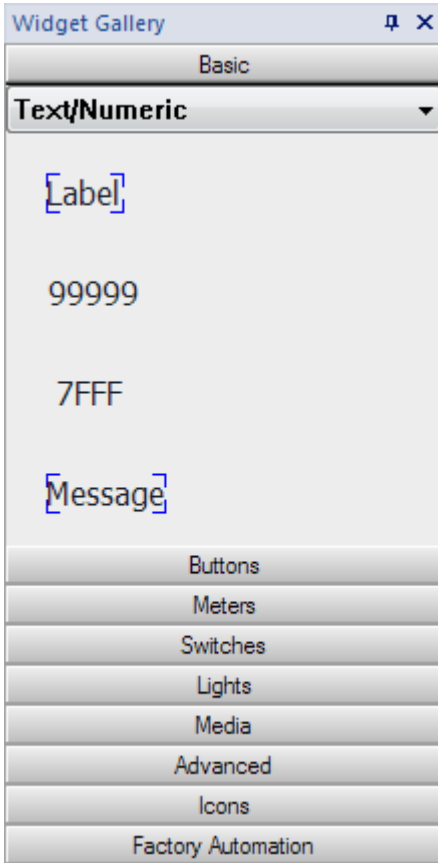 Widget Gallery
Basic
Text/Numeric
Label
99999
7FFF
Message
Buttons
Meters
Switches
Lights
Media
Advanced
Icons
Factory Automation